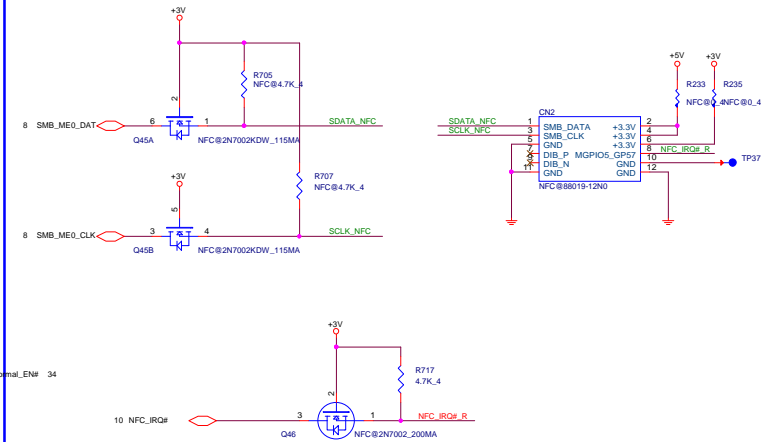 +3V
R705
NFC@4.7K_4
2
8 SMB_ME0_DAT
6
1
SDATA_NFC
Q45A
NFC@2N7002KDW_115MA
+3V
R707
NFC@4.7K_4
5
8 SMB_ME0_CLK
3
4
SCLK_NFC
Q45B
NFC@2N7002KDW_115MA
+5V
+3V
R233
R235
NFC@0_4
NFC@0_4
CN2
SDATA_NFC
1
SMB_DATA
+3.3V
2
SCLK_NFC
3
SMB_CLK
+3.3V
4
5
GND
+3.3V
6
7
DIB_P
MGPIO5_GP57
8
NFC_IRQ#_R
9
DIB_N
GND
10
TP37
11
GND
GND
12
NFC@88019-12N0
+3V
R717
4.7K_4
34
2
10 NFC_IRQ#
3
1
NFC_IRQ#_R
Q46
NFC@2N7002_200MA